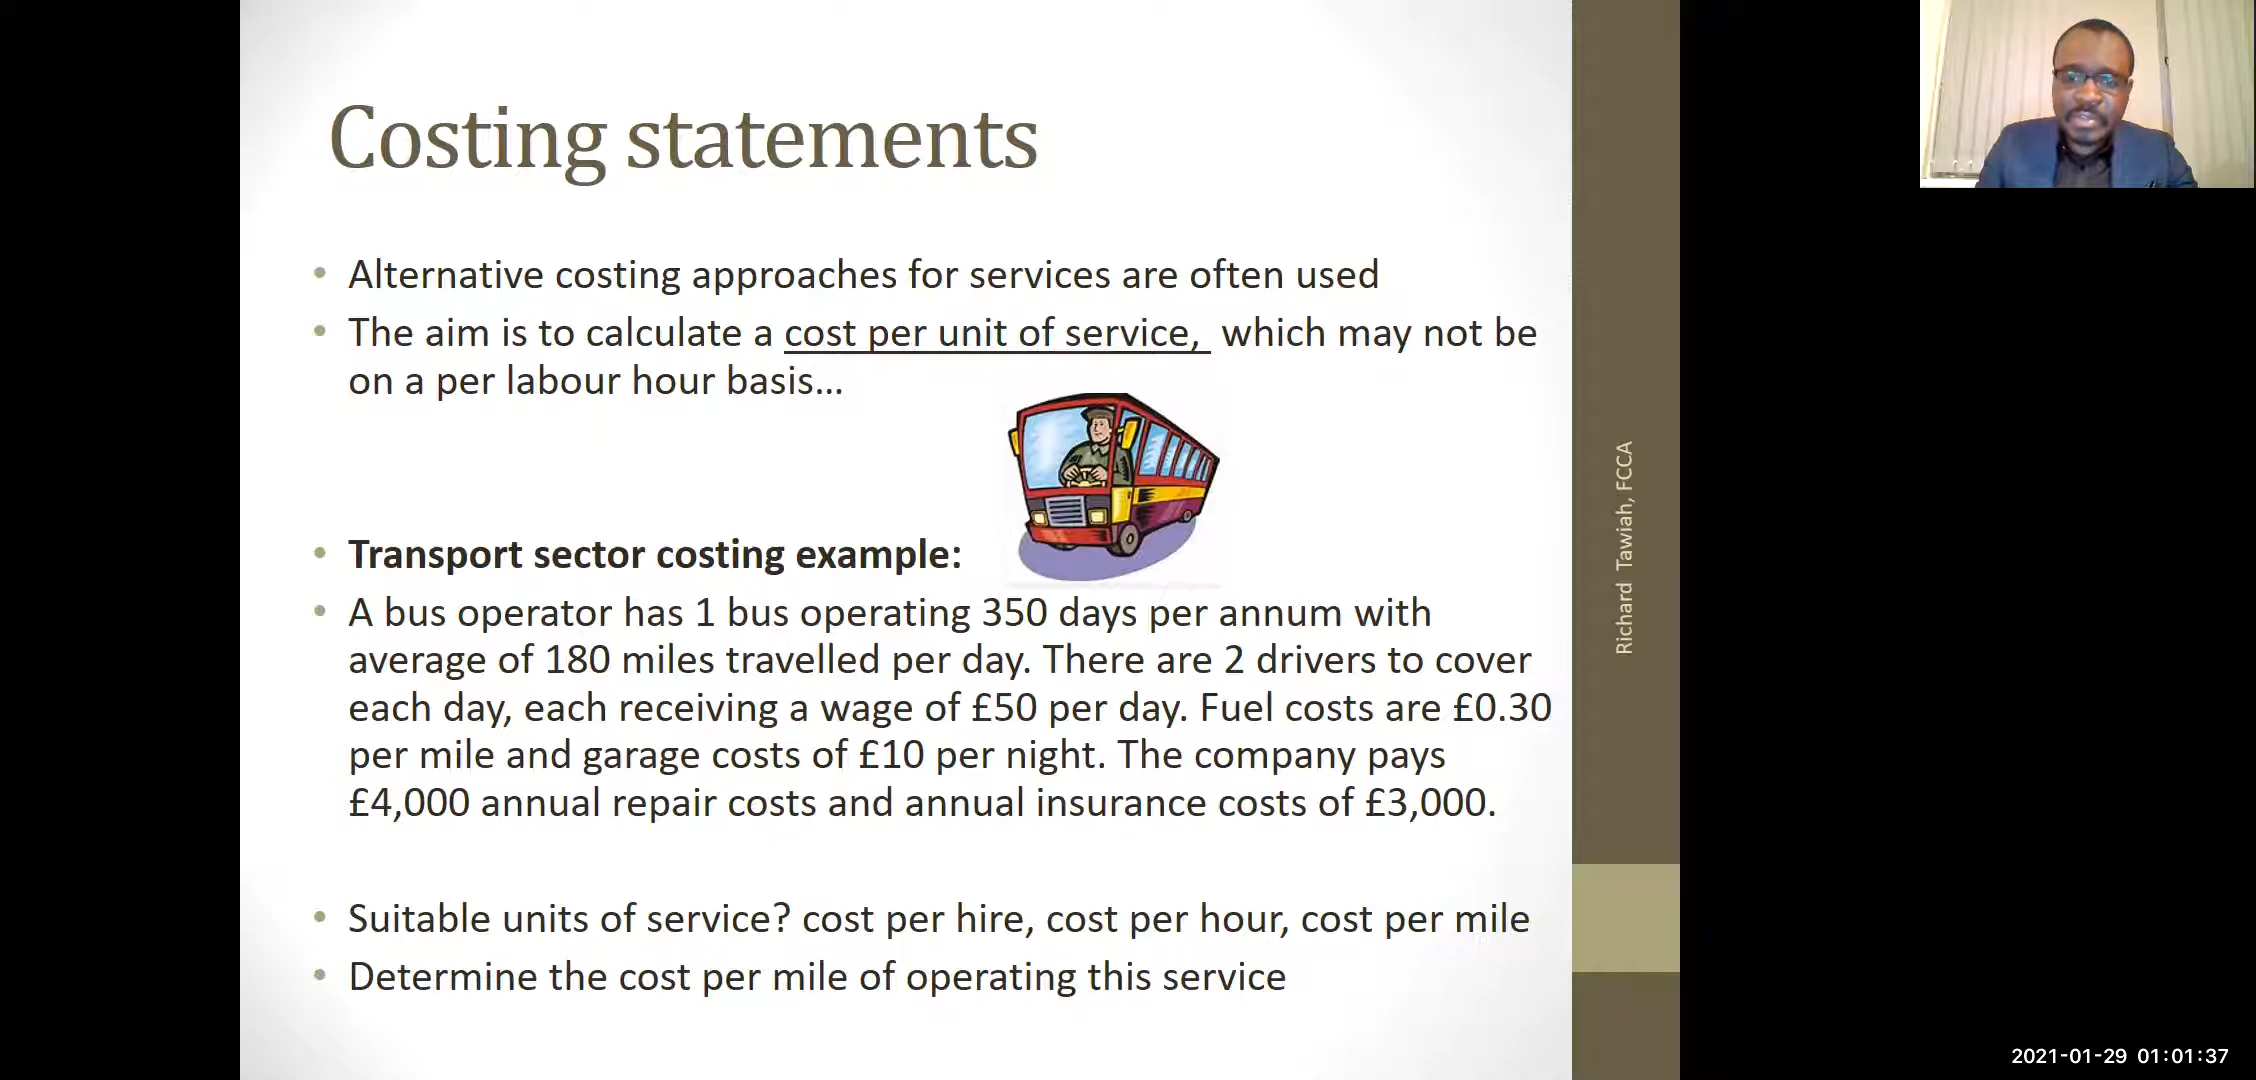 Costing statements
• Alternative costing approaches for services are often used
• The aim is to calculate a cost per unit of service, which may not be
on a per labour hour basis...
• Transport sector costing example:
• A bus operator has 1 bus operating 350 days per annum with
average of 180 miles travelled per day. There are 2 drivers to cover
each day, each receiving a wage of £50 per day. Fuel costs are £0.30
per mile and garage costs of £10 per night. The company pays
£4,000 annual repair costs and annual insurance costs of £3,000.
• Suitable units of service? cost per hire, cost per hour, cost per mile
• Determine the cost per mile of operating this service
Richard Tawiah, FCCA
2021-01-29 01:01:37